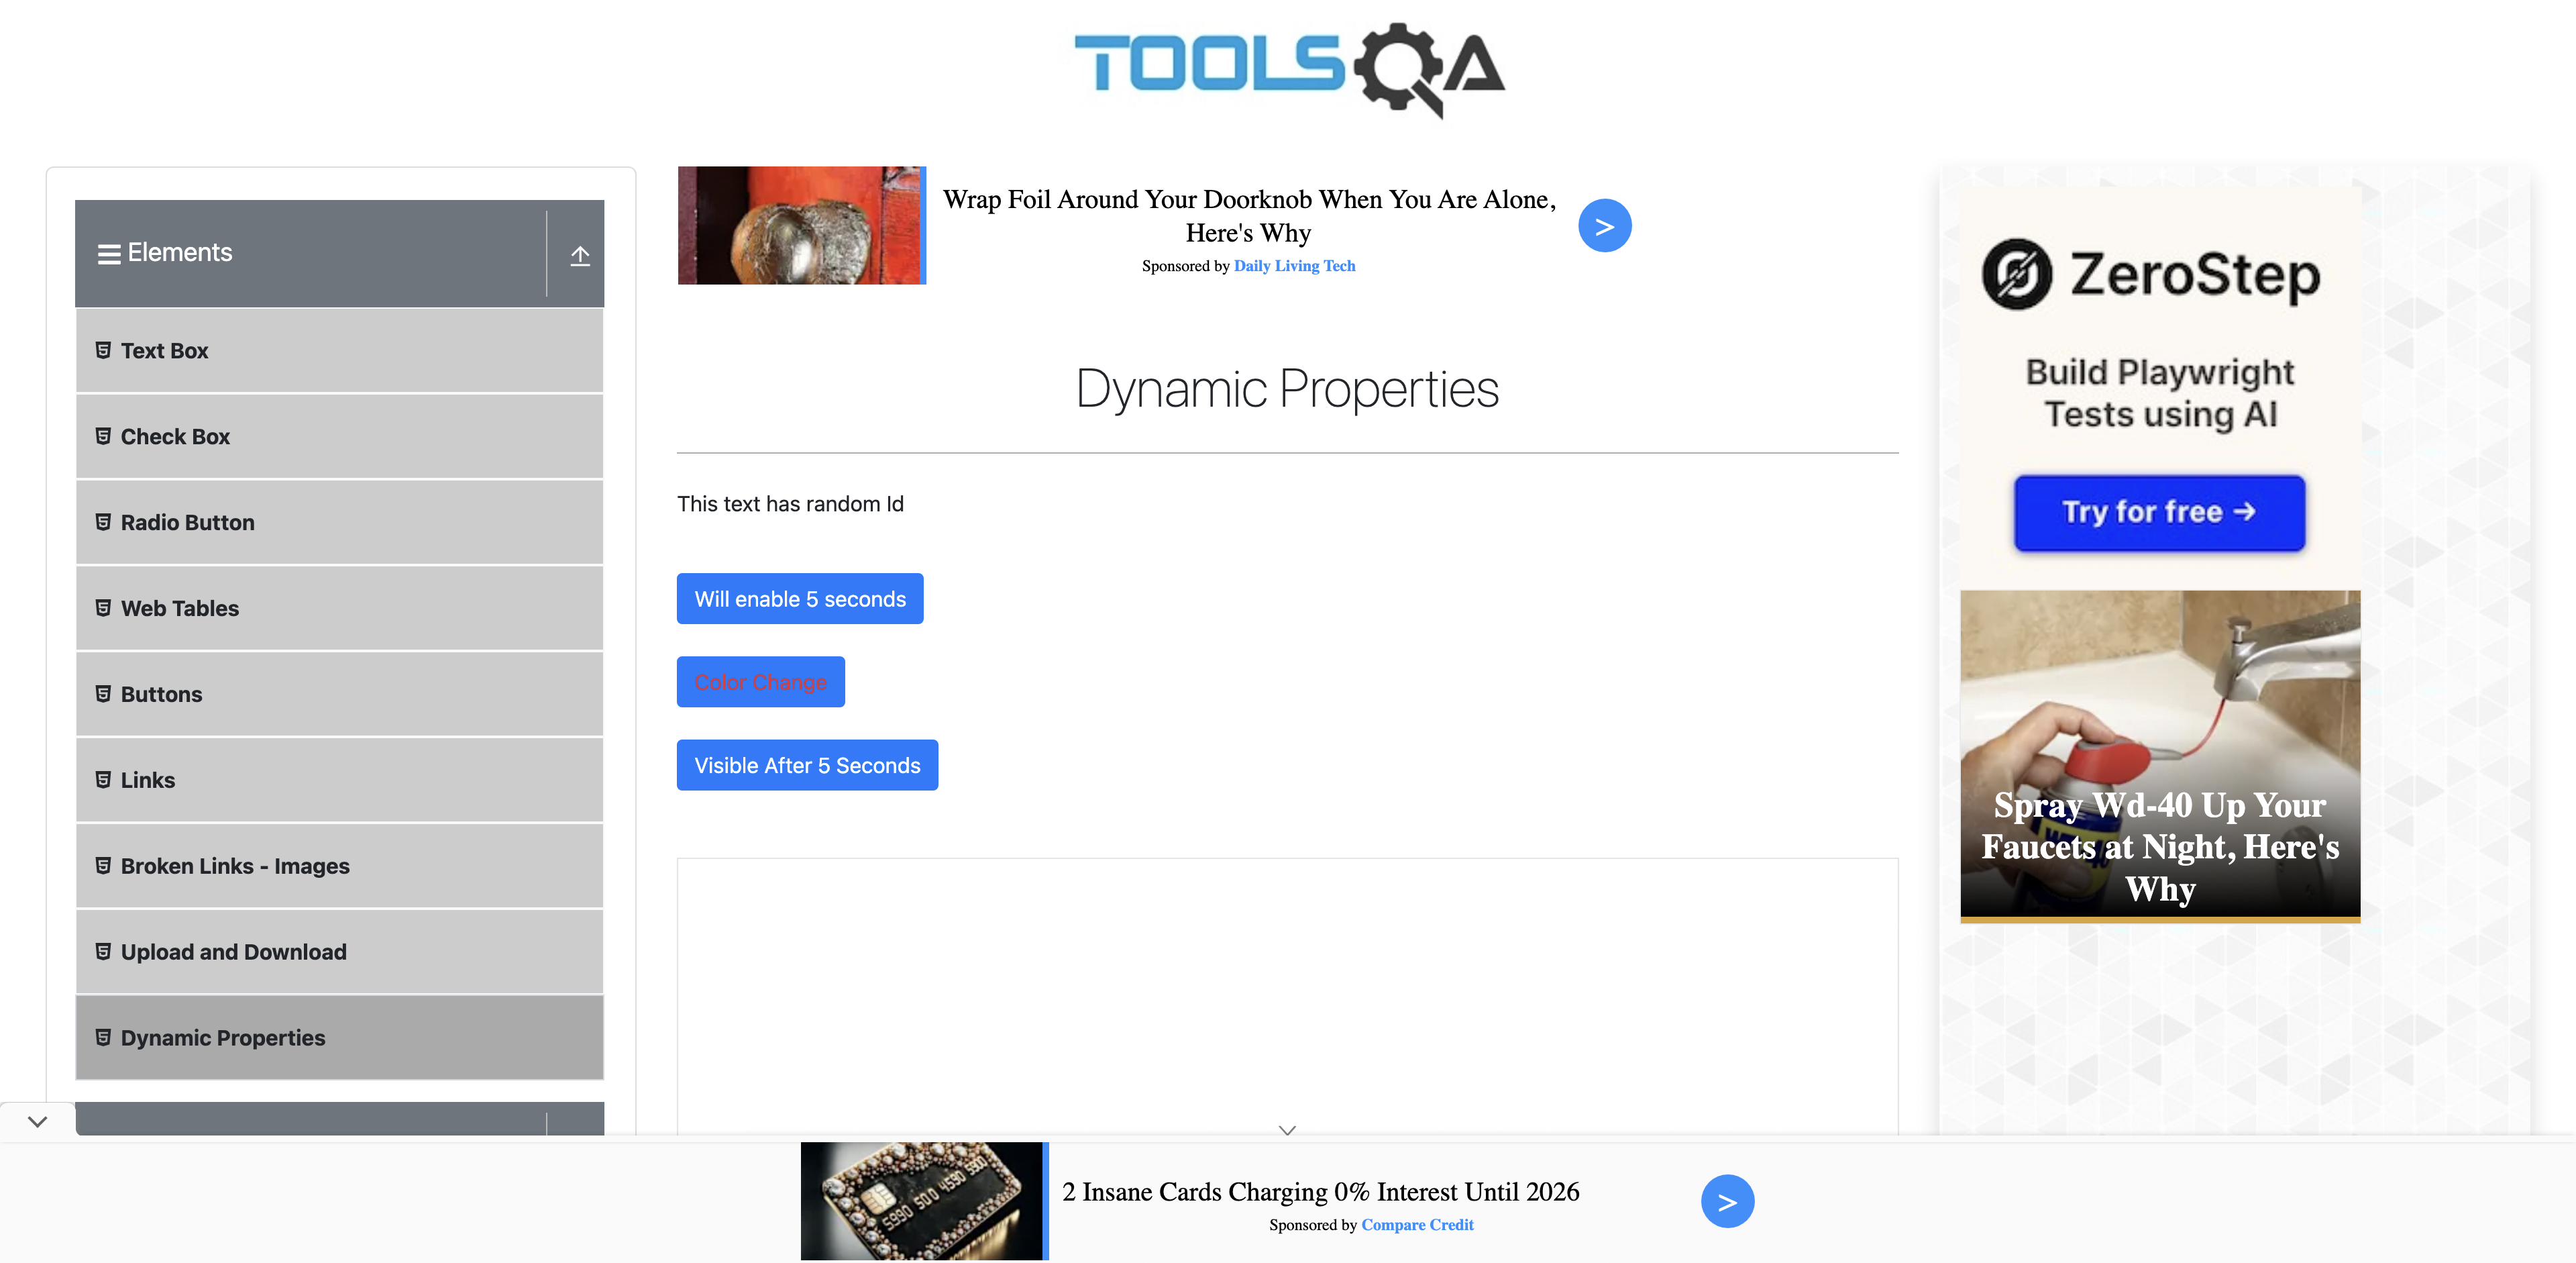 TOOLSQA
Elements
Text Box
Check Box
Radio Button
Web Tables
Buttons
Links
Broken Links - Images
Upload and Download
Dynamic Properties
Wrap Foil Around Your Doorknob When You Are Alone,
Here's Why
Sponsored by Daily Living Tech
>
Dynamic Properties
This text has random Id
Will enable 5 seconds
Color Change
Visible After 5 Seconds
ZeroStep
Build Playwright
Tests using AI
Try for free →
Spray Wd-40 Up Your
Faucets at Night, Here's
Why
5990 500 4590
2 Insane Cards Charging 0% Interest Until 2026
Sponsored by Compare Credit
>